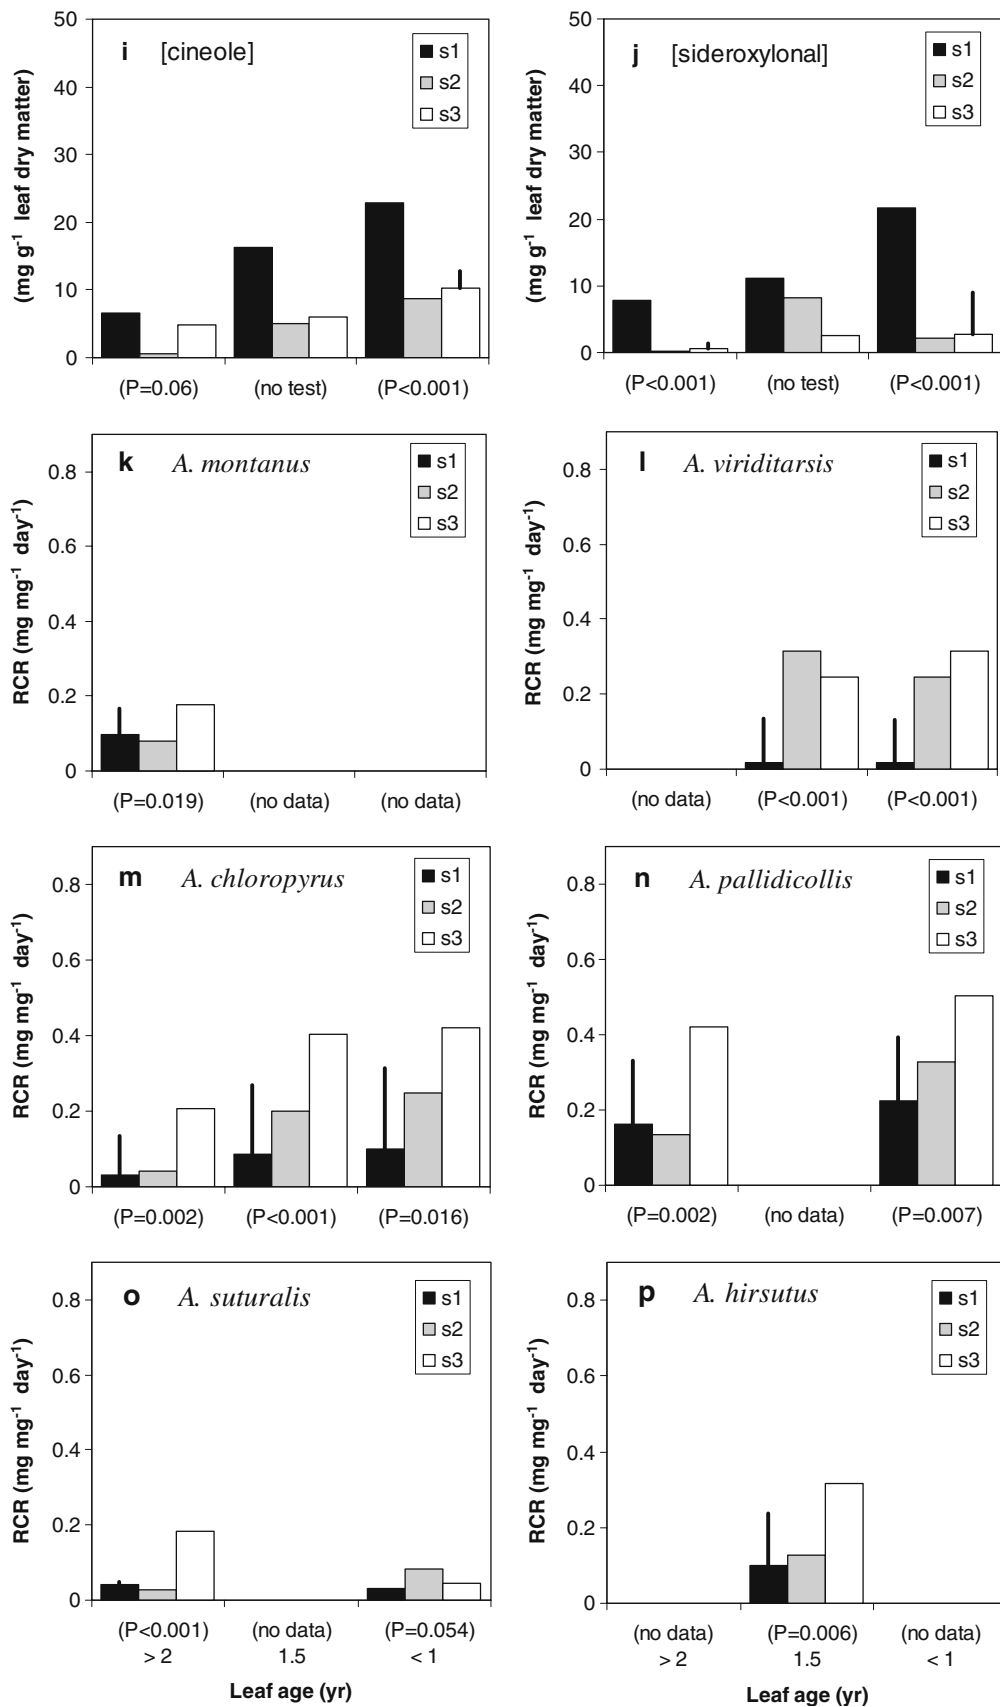 i [cineole]
s1
s2
s3
(mg g⁻¹ leaf dry matter)
50
40
30
20
10
0
(P=0.06) (no test) (P<0.001)
j [sideroxylonal]
s1
s2
s3
(mg g⁻¹ leaf dry matter)
50
40
30
20
10
0
(P<0.001) (no test) (P<0.001)
k A. montanus
s1
s2
s3
RCR (mg mg⁻¹ day⁻¹)
0.8
0.6
0.4
0.2
0
(P=0.019) (no data) (no data)
l A. viriditarsis
s1
s2
s3
RCR (mg mg⁻¹ day⁻¹)
0.8
0.6
0.4
0.2
0
(no data) (P<0.001) (P<0.001)
m A. chloropyrus
s1
s2
s3
RCR (mg mg⁻¹ day⁻¹)
0.8
0.6
0.4
0.2
0
(P=0.002) (P<0.001) (P=0.016)
n A. pallidicollis
s1
s2
s3
RCR (mg mg⁻¹ day⁻¹)
0.8
0.6
0.4
0.2
0
(P=0.002) (no data) (P=0.007)
o A. suturalis
s1
s2
s3
RCR (mg mg⁻¹ day⁻¹)
0.8
0.6
0.4
0.2
0
(P<0.001) (no data) (P=0.054)
> 2 1.5 < 1
Leaf age (yr)
p A. hirsutus
s1
s2
s3
RCR (mg mg⁻¹ day⁻¹)
0.8
0.6
0.4
0.2
0
(no data) (P=0.006) (no data)
> 2 1.5 < 1
Leaf age (yr)